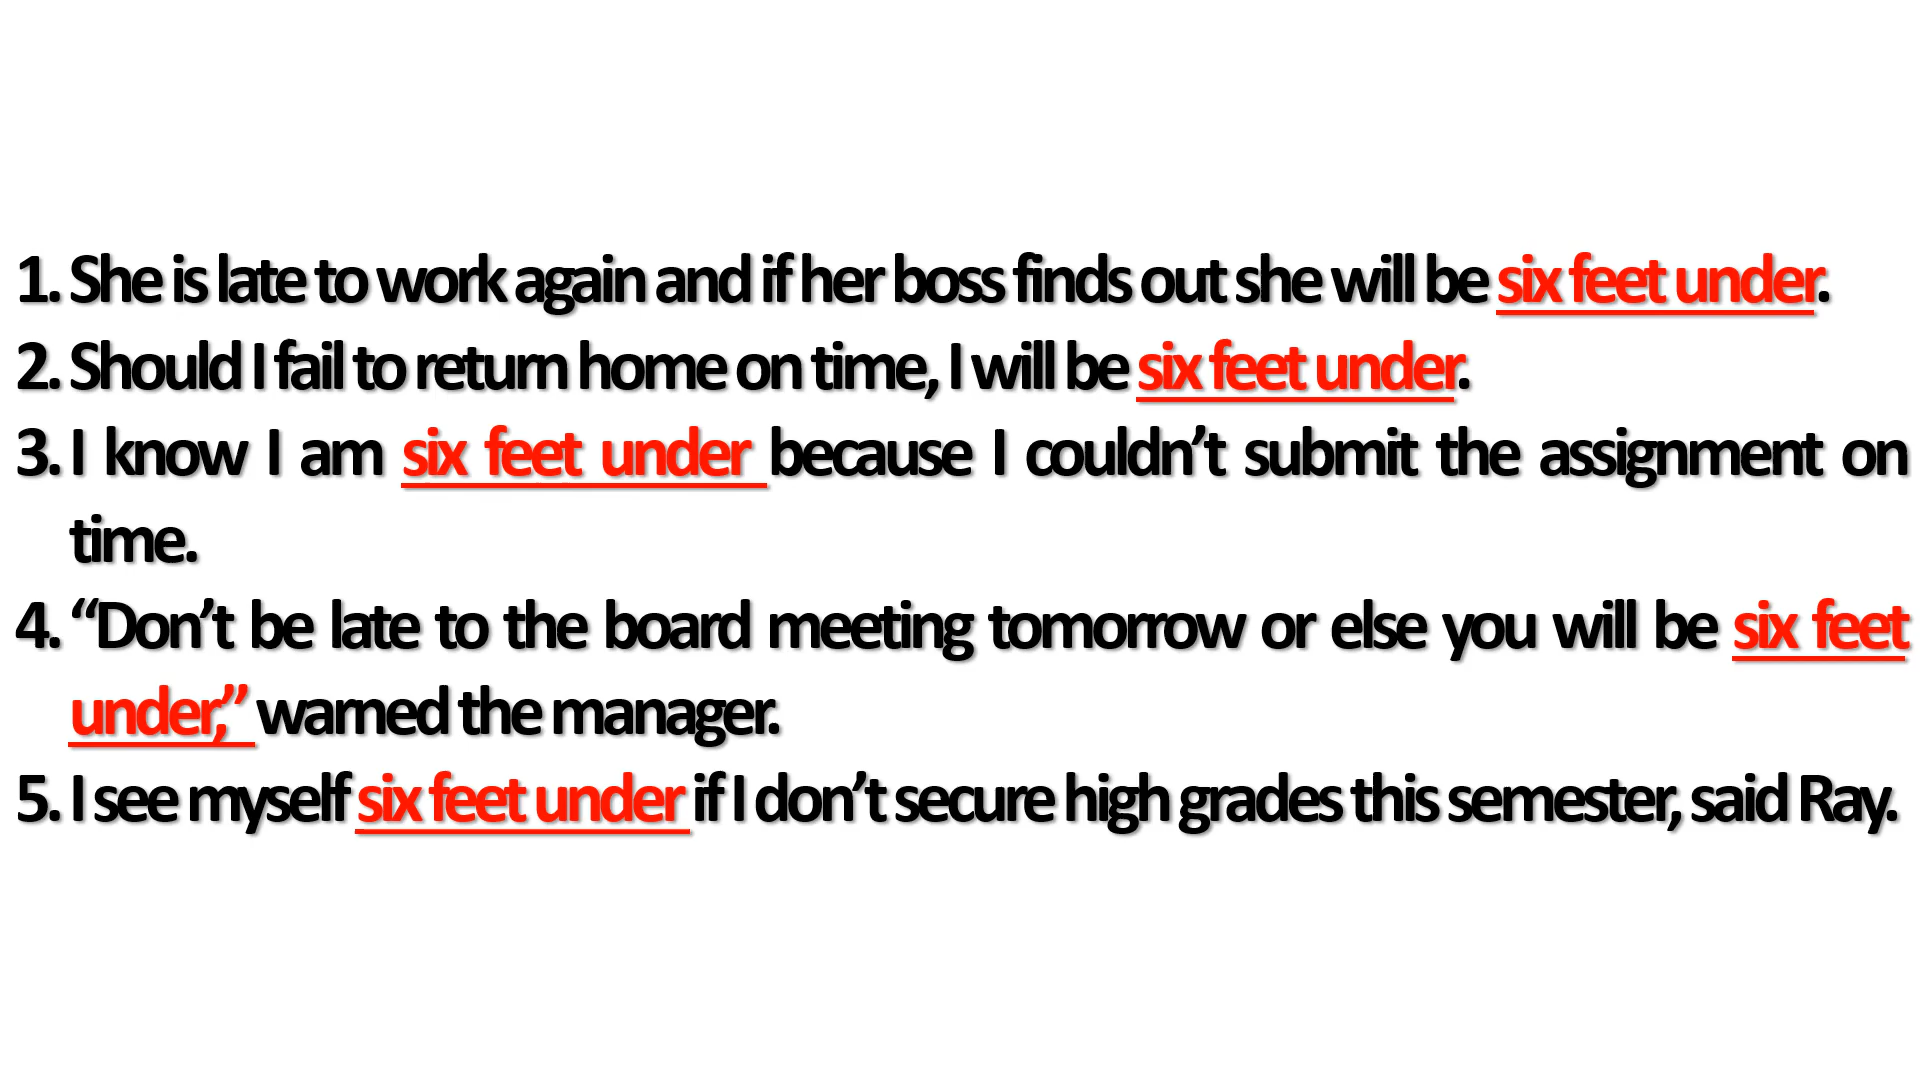 1. She is late to work again and if her boss finds out she will be six feet under.
2. Should I fail to return home on time, I will be six feet under.
3. I know I am six feet under because I couldn’t submit the assignment on
time.
4. “Don’t be late to the board meeting tomorrow or else you will be six feet
under,” warned the manager.
5. I see myself six feet under if I don’t secure high grades this semester, said Ray.